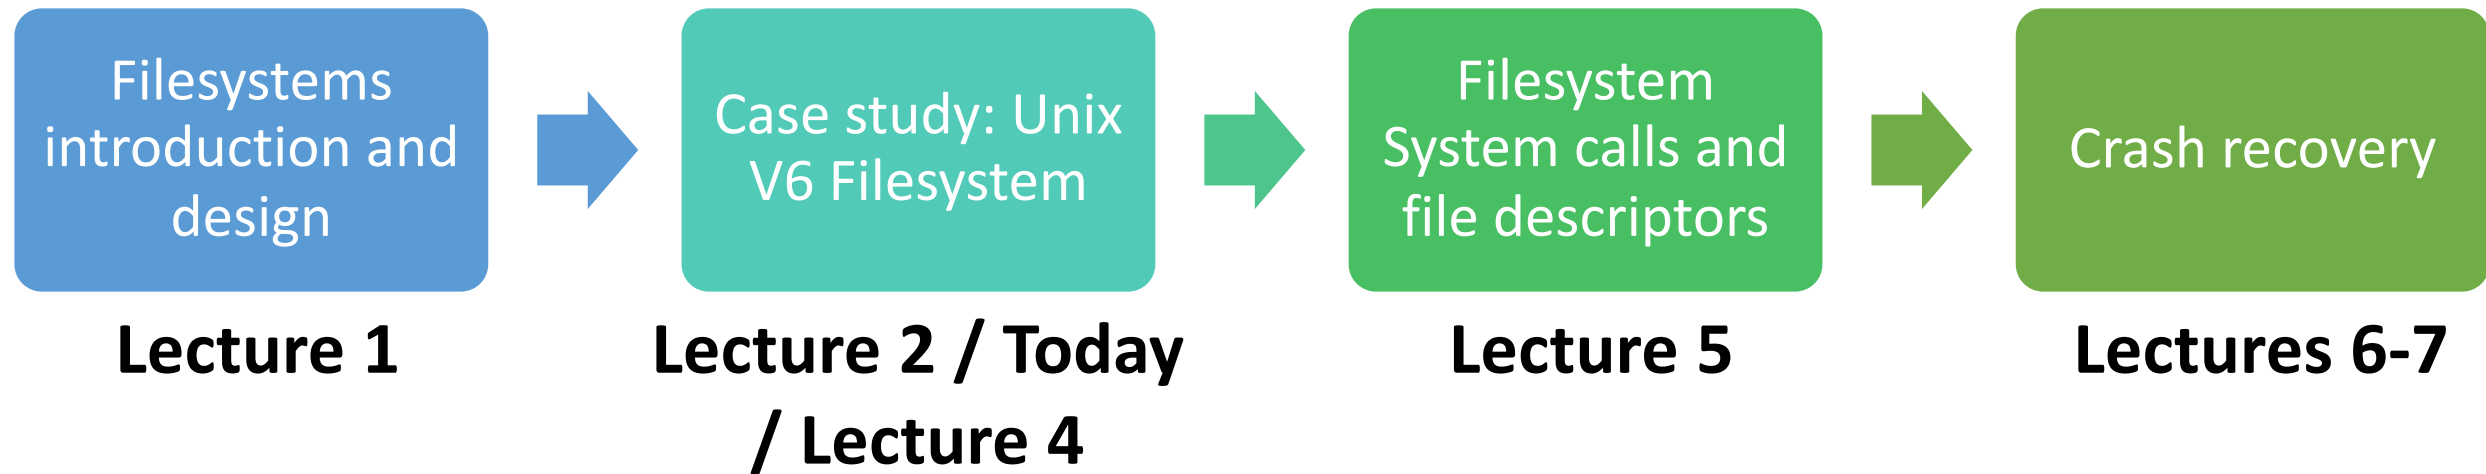 Filesystems
introduction and
design
Lecture 1
Case study: Unix
V6 Filesystem
Lecture 2 / Today
/ Lecture 4
Filesystem
System calls and
file descriptors
Lecture 5
Crash recovery
Lectures 6-7